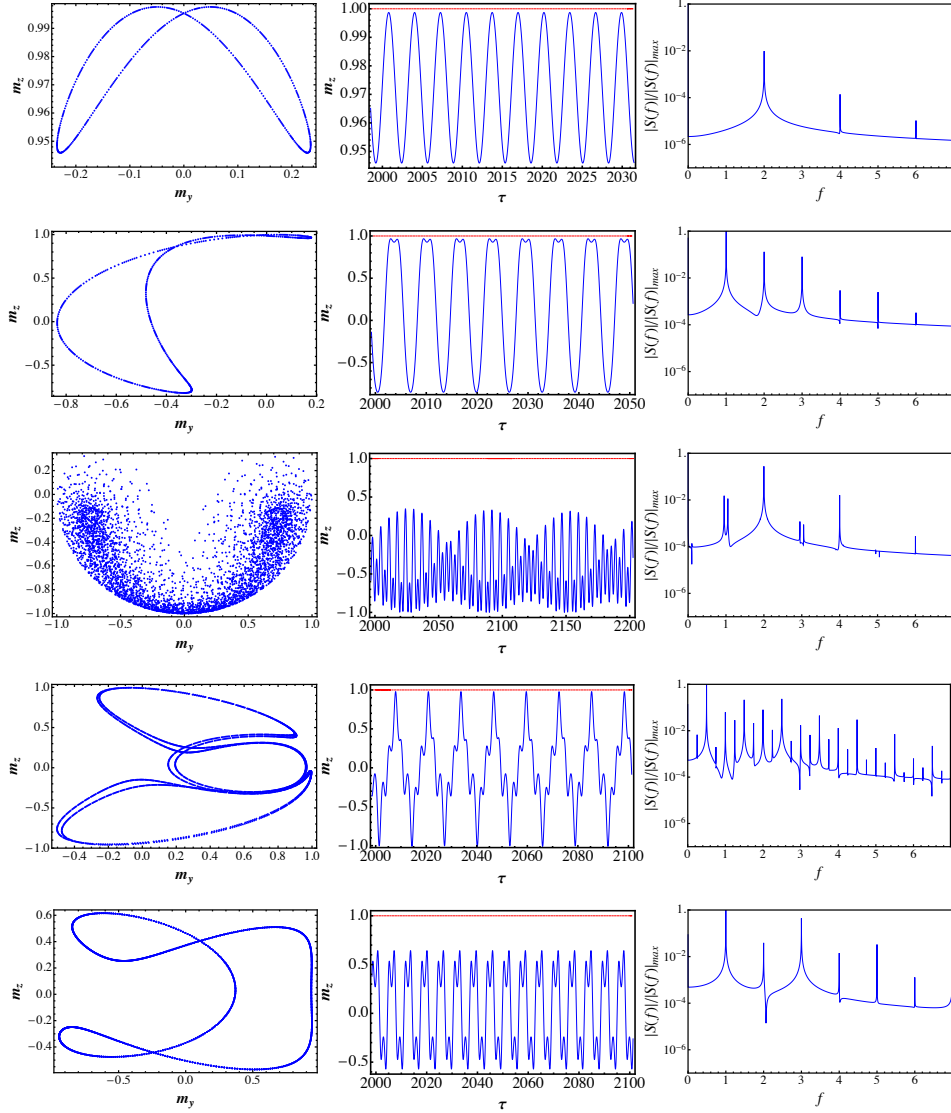 0.99
0.98
0.97
0.96
0.95
m_z
−0.2 −0.1 0.0 0.1 0.2
m_y
1.00
0.99
0.98
0.97
0.96
0.95
m_z
2000 2005 2010 2015 2020 2025 2030
τ
1.
10^−2
10^−4
10^−6
|S(f)|/|S(f)|_max
0 1 2 3 4 5 6
f
1.0
0.5
0.0
−0.5
m_z
−0.8 −0.6 −0.4 −0.2 0.0 0.2
m_y
1.0
0.5
0.0
−0.5
m_z
2000 2010 2020 2030 2040 2050
τ
1.
10^−2
10^−4
10^−6
|S(f)|/|S(f)|_max
0 1 2 3 4 5 6
f
0.2
0.0
−0.2
−0.4
−0.6
−0.8
−1.0
m_z
−1.0 −0.5 0.0 0.5 1.0
m_y
1.0
0.5
0.0
−0.5
−1.0
m_z
2000 2050 2100 2150 2200
τ
1.
10^−2
10^−4
10^−6
|S(f)|/|S(f)|_max
0 1 2 3 4 5 6
f
1.0
0.5
0.0
−0.5
−1.0
m_z
−0.4 −0.2 0.0 0.2 0.4 0.6 0.8 1.0
m_y
1.0
0.5
0.0
−0.5
−1.0
m_z
2000 2020 2040 2060 2080 2100
τ
1.
10^−2
10^−4
10^−6
|S(f)|/|S(f)|_max
0 1 2 3 4 5 6
f
0.6
0.4
0.2
0.0
−0.2
−0.4
m_z
−0.5 0.0 0.5
m_y
1.0
0.5
0.0
−0.5
m_z
2000 2020 2040 2060 2080 2100
τ
1.
10^−2
10^−4
10^−6
|S(f)|/|S(f)|_max
0 1 2 3 4 5 6
f